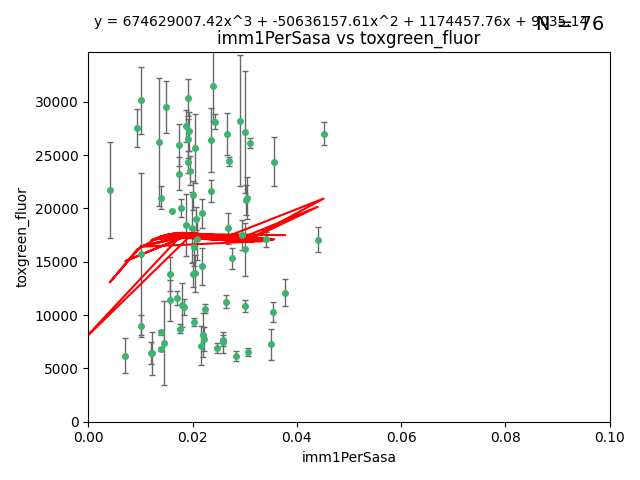 y = 674629007.42x^3 + -50636157.61x^2 + 1174457.76x +
N = 76
imm1PerSasa vs toxgreen_fluor
toxgreen_fluor
30000
25000
20000
15000
10000
5000
0
0.00 0.02 0.04 0.06 0.08 0.10
imm1PerSasa